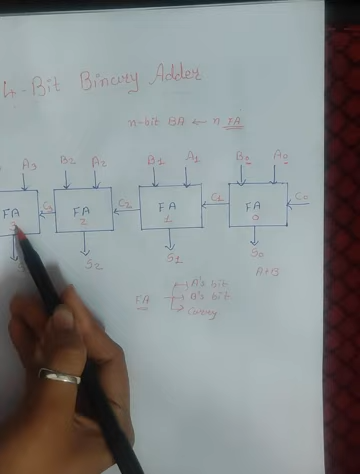 4-Bit Binary Adder
n-bit BA ← n FA
A3 B2 A2 B1 A1 B0 A0
FA 3 C3 FA 2 C2 FA 1 C1 FA 0 C0
S S2 S1 S0
A+B
FA
A's bit
B's bit
Carry